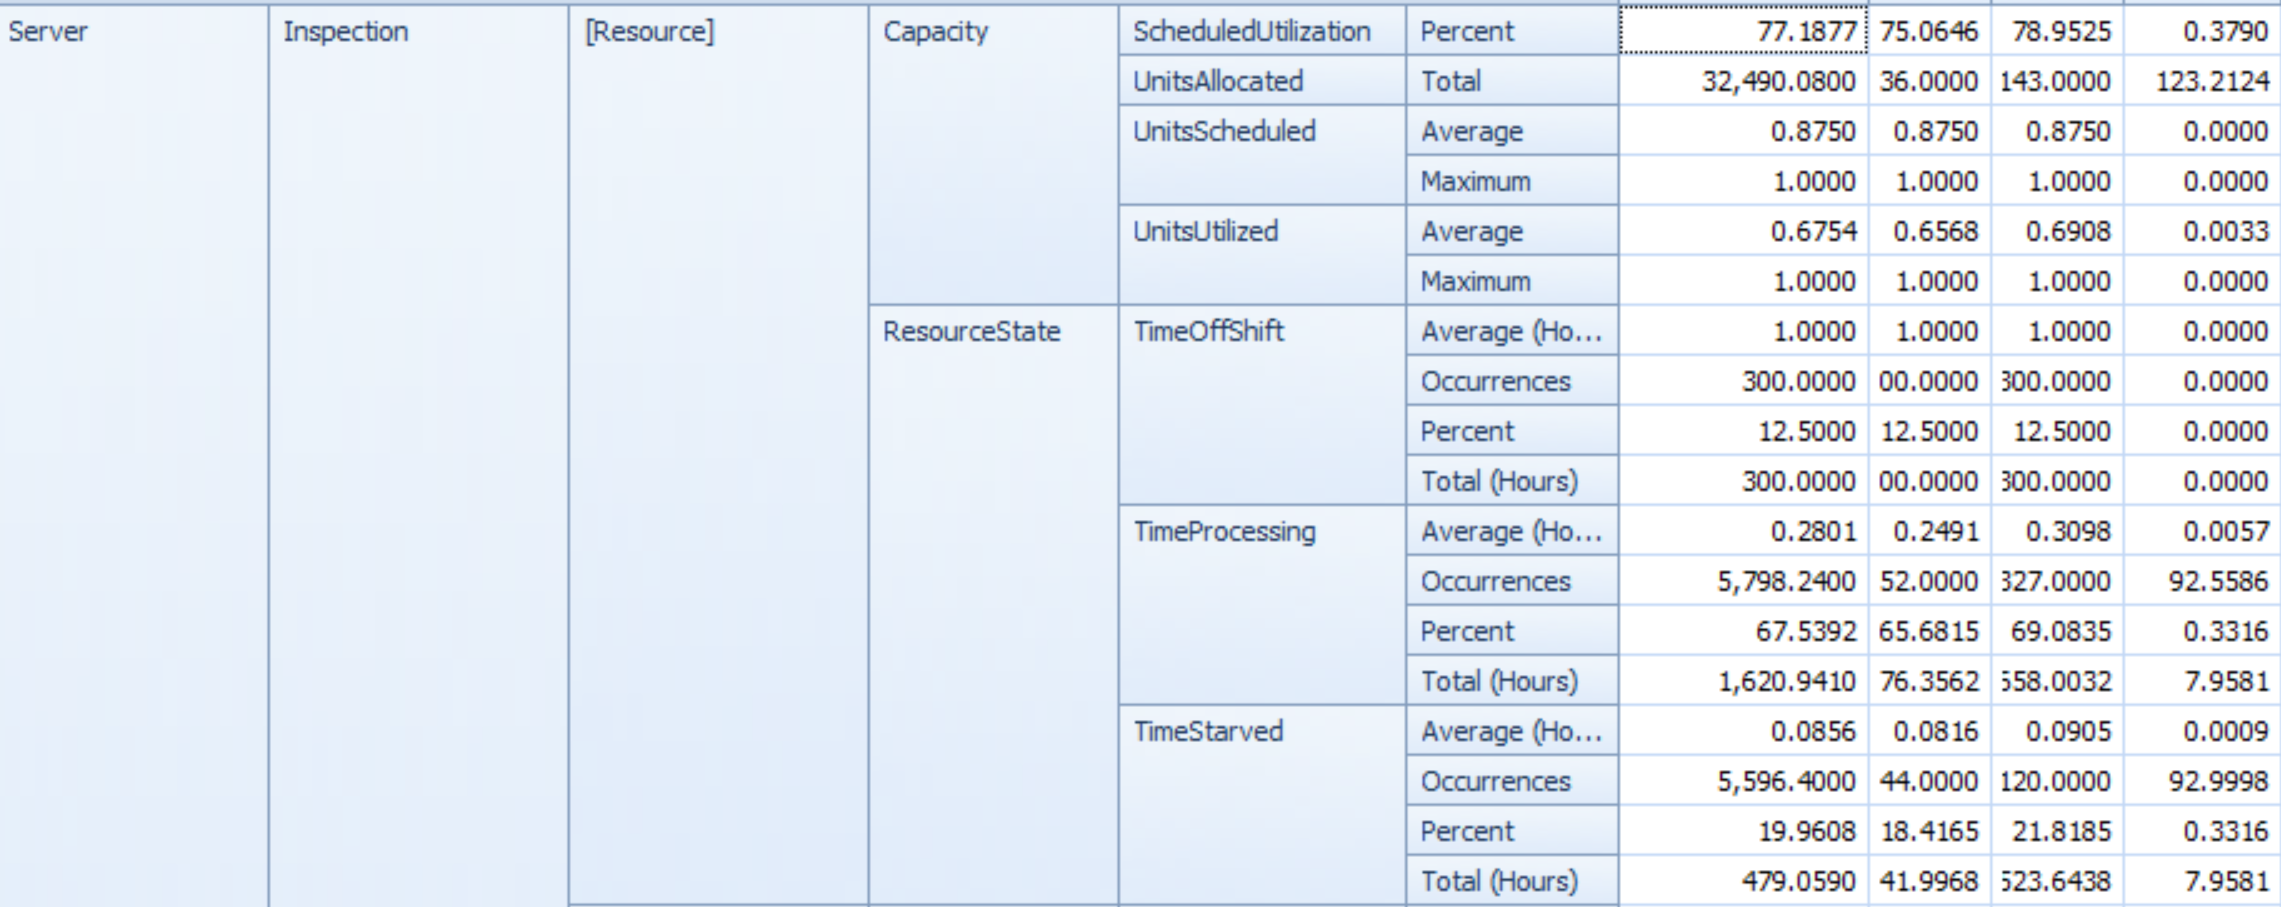 Server Inspection [Resource] Capacity ScheduledUtilization Percent 77.1877 75.0646 78.9525 0.3790
UnitsAllocated Total 32,490.0800 36.0000 143.0000 123.2124
UnitsScheduled Average 0.8750 0.8750 0.8750 0.0000
Maximum 1.0000 1.0000 1.0000 0.0000
UnitsUtilized Average 0.6754 0.6568 0.6908 0.0033
Maximum 1.0000 1.0000 1.0000 0.0000
ResourceState TimeOffShift Average (Ho... 1.0000 1.0000 1.0000 0.0000
Occurrences 300.0000 00.0000 300.0000 0.0000
Percent 12.5000 12.5000 12.5000 0.0000
Total (Hours) 300.0000 00.0000 300.0000 0.0000
TimeProcessing Average (Ho... 0.2801 0.2491 0.3098 0.0057
Occurrences 5,798.2400 52.0000 327.0000 92.5586
Percent 67.5392 65.6815 69.0835 0.3316
Total (Hours) 1,620.9410 76.3562 558.0032 7.9581
TimeStarved Average (Ho... 0.0856 0.0816 0.0905 0.0009
Occurrences 5,596.4000 44.0000 120.0000 92.9998
Percent 19.9608 18.4165 21.8185 0.3316
Total (Hours) 479.0590 41.9968 523.6438 7.9581